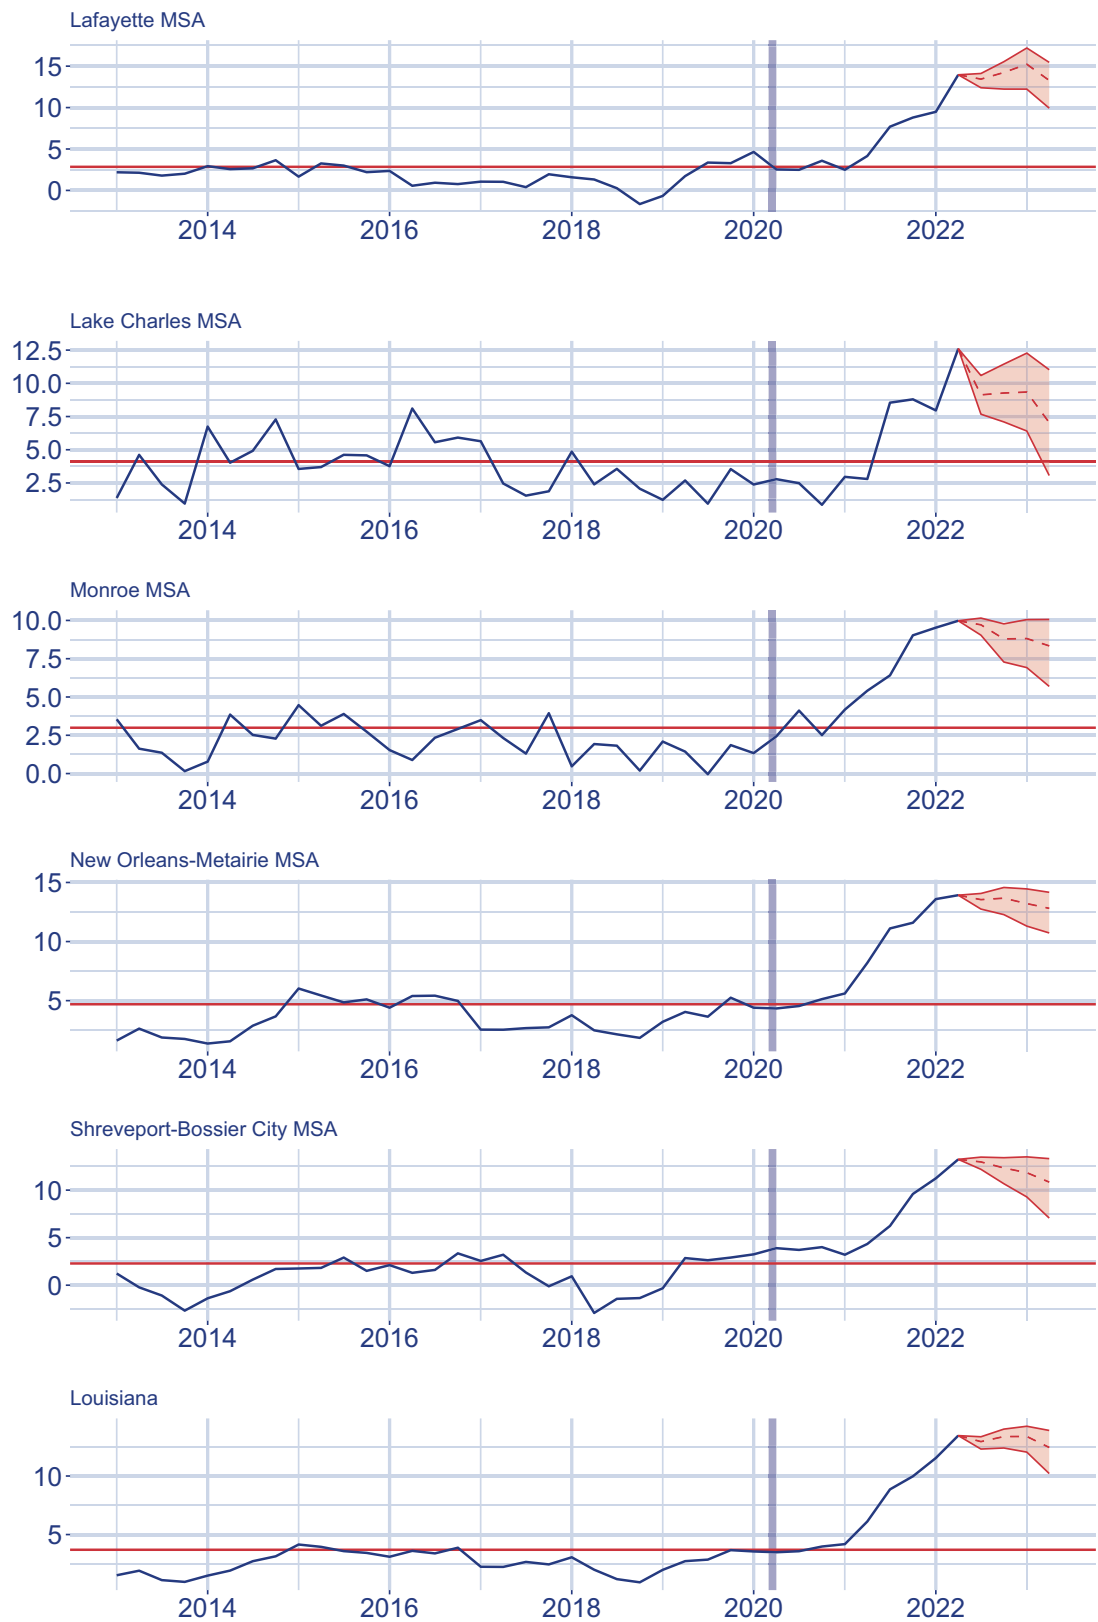 Lafayette MSA
15
10
5
0
2014 2016 2018 2020 2022
Lake Charles MSA
12.5
10.0
7.5
5.0
2.5
2014 2016 2018 2020 2022
Monroe MSA
10.0
7.5
5.0
2.5
0.0
2014 2016 2018 2020 2022
New Orleans-Metairie MSA
15
10
5
2014 2016 2018 2020 2022
Shreveport-Bossier City MSA
10
5
0
2014 2016 2018 2020 2022
Louisiana
10
5
2014 2016 2018 2020 2022